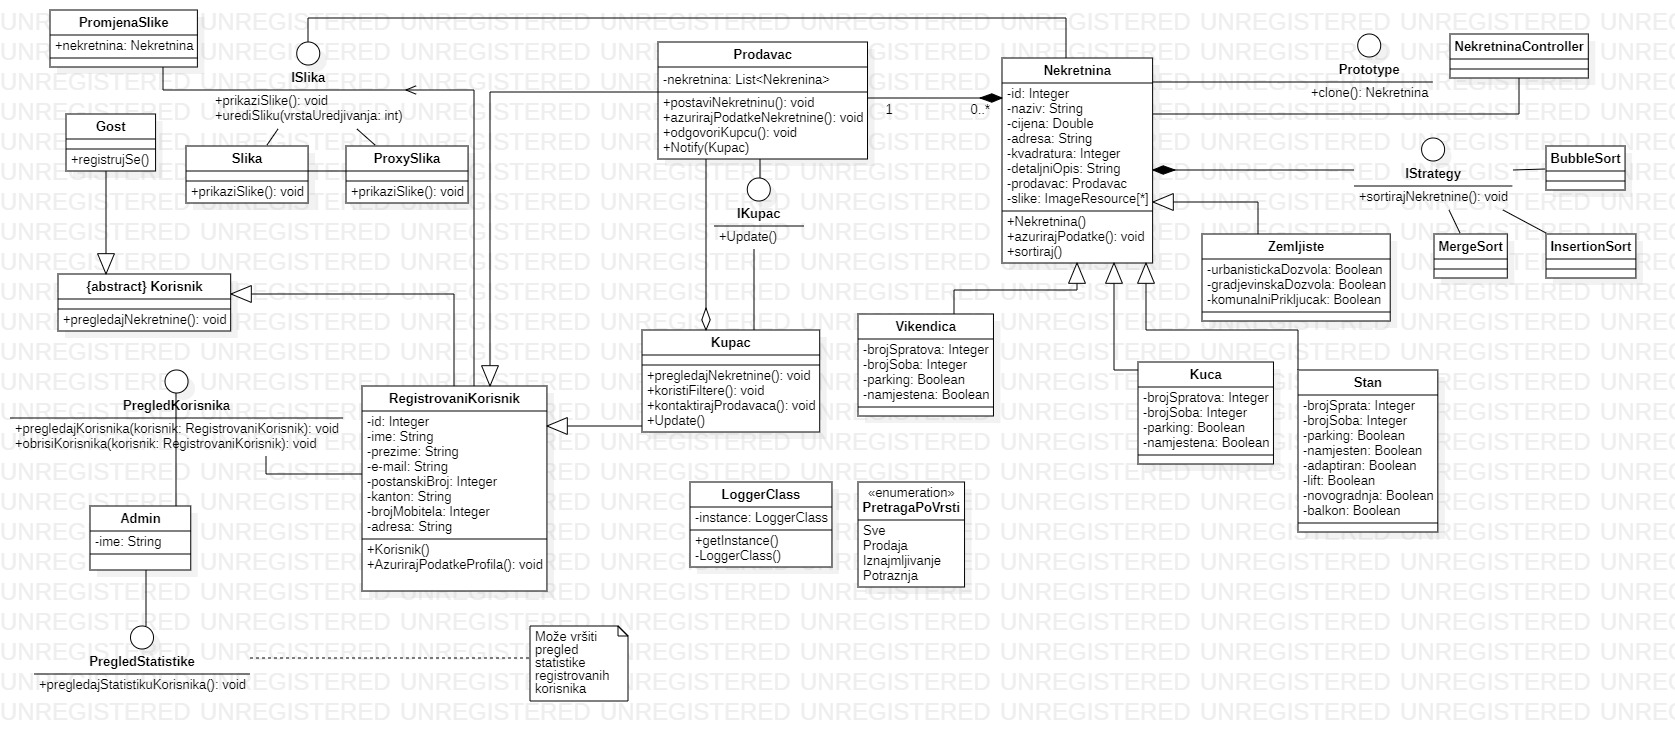 PromjenaSlike
+nekretnina: Nekretnina
ISlika
+prikaziSlike(): void
+urediSliku(vrstaUredjivanja: int)
Gost
+registrujSe()
Slika
+prikaziSlike(): void
ProxySlika
+prikaziSlike(): void
{abstract} Korisnik
+pregledajNekretnine(): void
PregledKorisnika
+pregledajKorisnika(korisnik: RegistrovaniKorisnik): void
+obrisiKorisnika(korisnik: RegistrovaniKorisnik): void
Admin
-ime: String
PregledStatistike
+pregledajStatistikuKorisnika(): void
Može vršiti
pregled
statistike
registrovanih
korisnika
RegistrovaniKorisnik
-id: Integer
-ime: String
-prezime: String
-e-mail: String
-postanskiBroj: Integer
-kanton: String
-brojMobitela: Integer
-adresa: String
+Korisnik()
+AzurirajPodatkeProfila(): void
Prodavac
-nekretnina: List<Nekrenina>
+postaviNekretninu(): void
+azurirajPodatkeNekretnine(): void
+odgovoriKupcu(): void
+Notify(Kupac)
1
0..*
IKupac
+Update()
Kupac
+pregledajNekretnine(): void
+koristiFiltere(): void
+kontaktirajProdavaca(): void
+Update()
LoggerClass
-instance: LoggerClass
+getInstance()
-LoggerClass()
«enumeration»
PretragaPoVrsti
Sve
Prodaja
Iznajmljivanje
Potraznja
Nekretnina
-id: Integer
-naziv: String
-cijena: Double
-adresa: String
-kvadratura: Integer
-detaljniOpis: String
-prodavac: Prodavac
-slike: ImageResource[*]
+Nekretnina()
+azurirajPodatke(): void
+sortiraj()
Prototype
+clone(): Nekretnina
NekretninaController
IStrategy
+sortirajNekretnine(): void
BubbleSort
MergeSort
InsertionSort
Zemljiste
-urbanistickaDozvola: Boolean
-gradjevinskaDozvola: Boolean
-komunalniPrikljucak: Boolean
Vikendica
-brojSpratova: Integer
-brojSoba: Integer
-parking: Boolean
-namjestena: Boolean
Kuca
-brojSpratova: Integer
-brojSoba: Integer
-parking: Boolean
-namjestena: Boolean
Stan
-brojSprata: Integer
-brojSoba: Integer
-parking: Boolean
-namjesten: Boolean
-adaptiran: Boolean
-lift: Boolean
-novogradnja: Boolean
-balkon: Boolean
UNREGISTERED